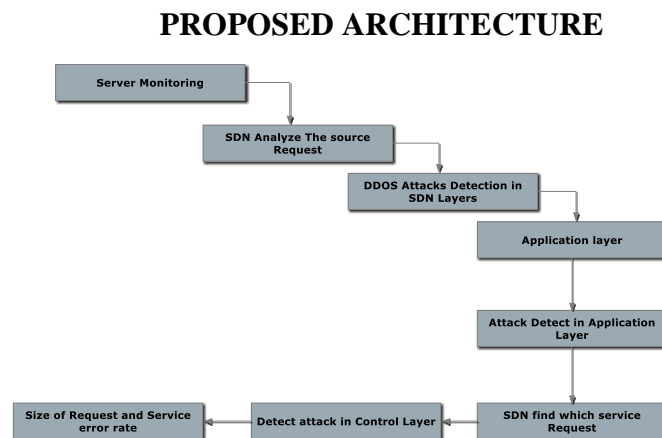 PROPOSED ARCHITECTURE
Server Monitoring
SDN Analyze The source
Request
DDOS Attacks Detection in
SDN Layers
Application layer
Attack Detect in Application
Layer
SDN find which service
Request
Detect attack in Control Layer
Size of Request and Service
error rate